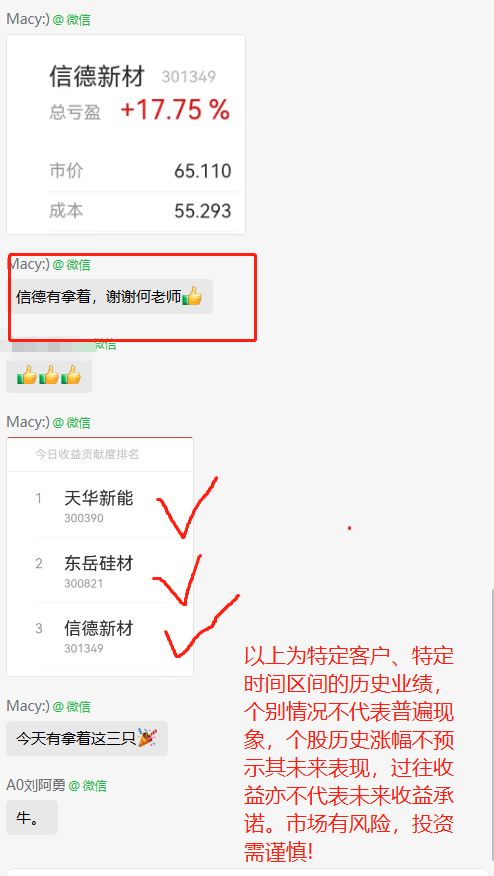 Macy:) @微信
信德新材 301349
总亏盈 +17.75 %
市价 65.110
成本 55.293
Macy:) @微信
信德有拿着，谢谢何老师👍
微信
👍👍👍
Macy:) @微信
今日收益贡献度排名
1 天华新能
300390
2 东岳硅材
300821
3 信德新材
301349
Macy:) @微信
今天有拿着这三只🎉
A0刘阿勇 @微信
牛。
以上为特定客户、特定
时间区间的历史业绩，
个别情况不代表普遍现
象，个股历史涨幅不预
示其未来表现，过往收
益亦不代表未来收益承
诺。市场有风险，投资
需谨慎!